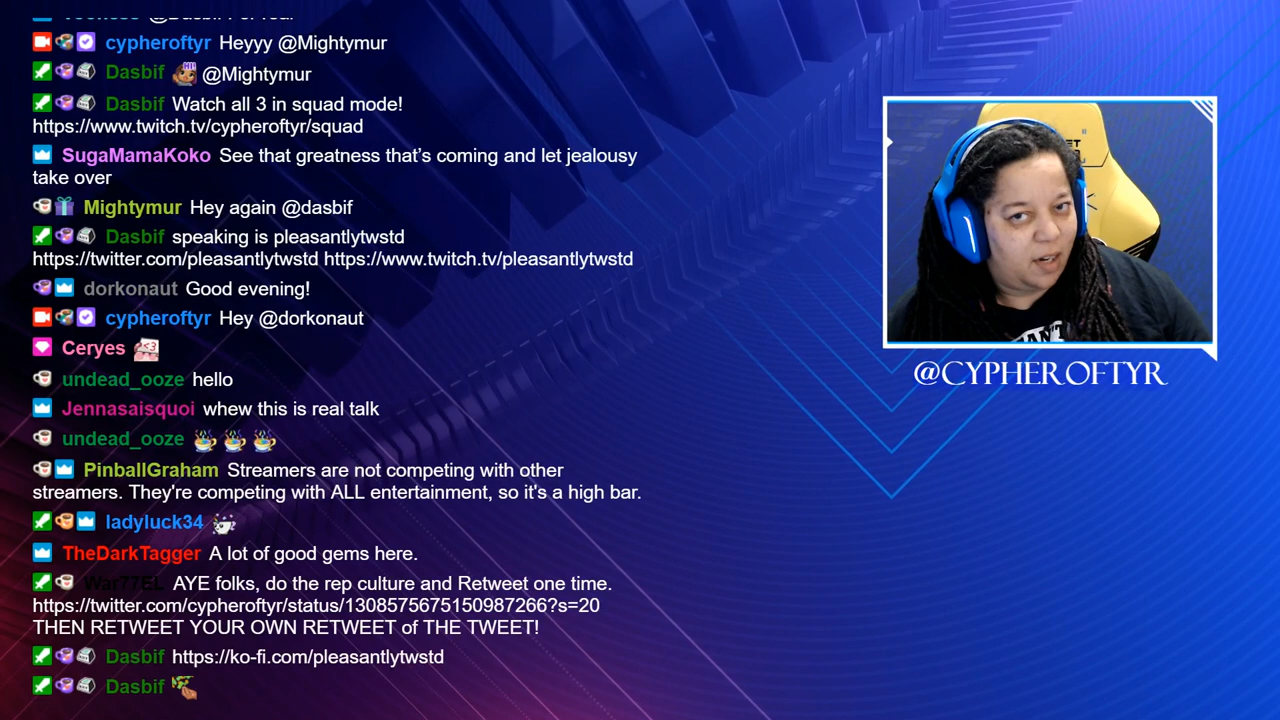 cypheroftyr Heyyy @Mightymur
Dasbif @Mightymur
Dasbif Watch all 3 in squad mode!
https://www.twitch.tv/cypheroftyr/squad
SugaMamaKoko See that greatness that’s coming and let jealousy
take over
Mightymur Hey again @dasbif
Dasbif speaking is pleasantlytwstd
https://twitter.com/pleasantlytwstd https://www.twitch.tv/pleasantlytwstd
dorkonaut Good evening!
cypheroftyr Hey @dorkonaut
Ceryes
undead_ooze hello
Jennasaisquoi whew this is real talk
undead_ooze
PinballGraham Streamers are not competing with other
streamers. They're competing with ALL entertainment, so it's a high bar.
ladyluck34
TheDarkTagger A lot of good gems here.
War77EL AYE folks, do the rep culture and Retweet one time.
https://twitter.com/cypheroftyr/status/1308575675150987266?s=20
THEN RETWEET YOUR OWN RETWEET of THE TWEET!
Dasbif https://ko-fi.com/pleasantlytwstd
Dasbif
@CYPHEROFTYR